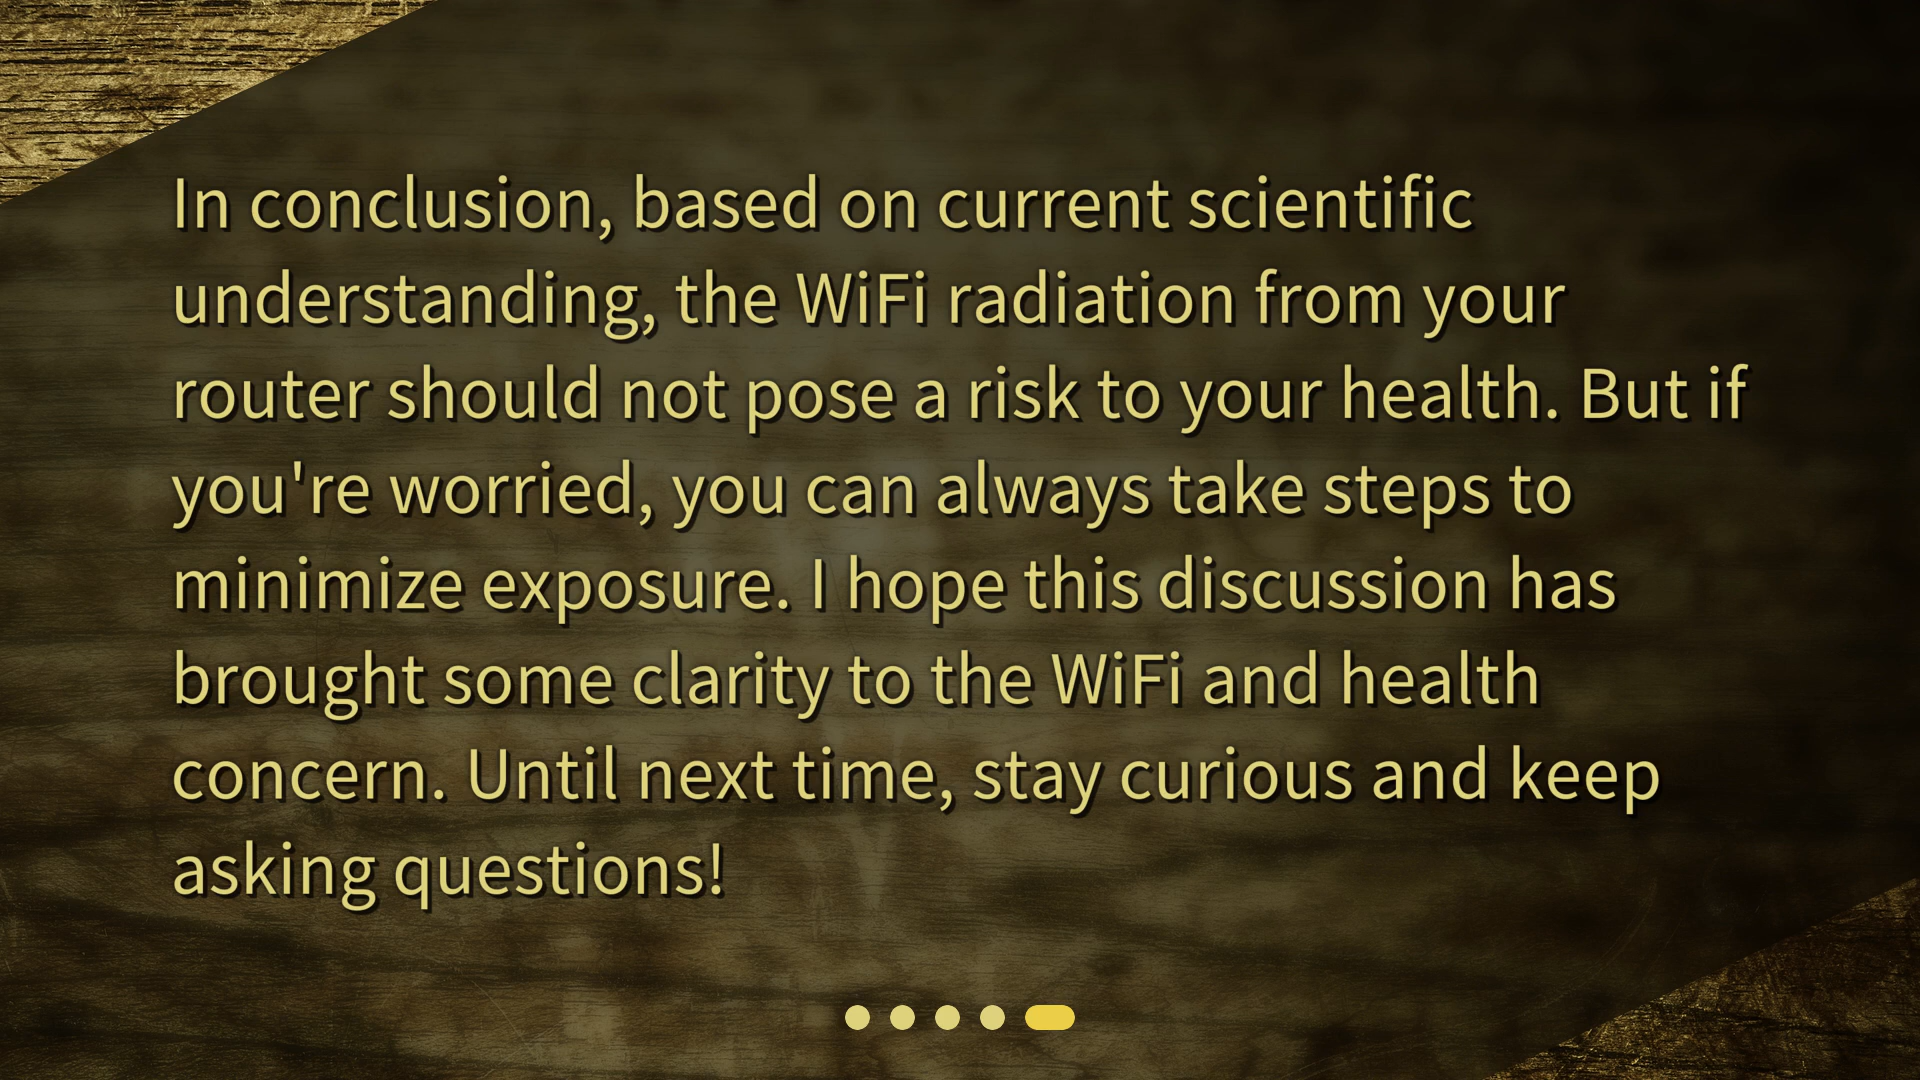 In conclusion, based on current scientific
understanding, the WiFi radiation from your
router should not pose a risk to your health. But if
you're worried, you can always take steps to
minimize exposure. I hope this discussion has
brought some clarity to the WiFi and health
concern. Until next time, stay curious and keep
asking questions!